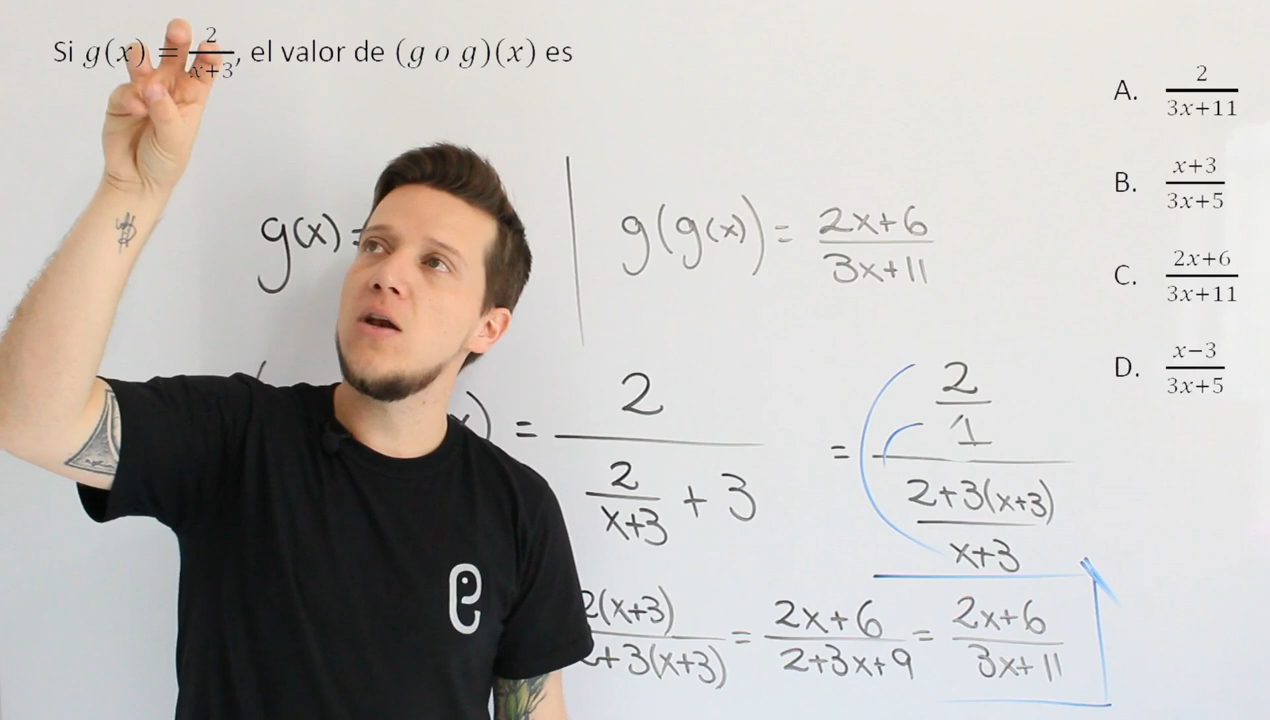 Si g(x) = 2/(x+3), el valor de (g o g)(x) es
A. 2/(3x+11)
B. (x+3)/(3x+5)
C. (2x+6)/(3x+11)
D. (x−3)/(3x+5)
g(x) =
g(g(x)) = (2x+6)/(3x+11)
) = 2/(2/(x+3) + 3) = (2/1)/((2+3(x+3))/(x+3))
2(x+3)/(2+3(x+3)) = (2x+6)/(2+3x+9) = (2x+6)/(3x+11)
e